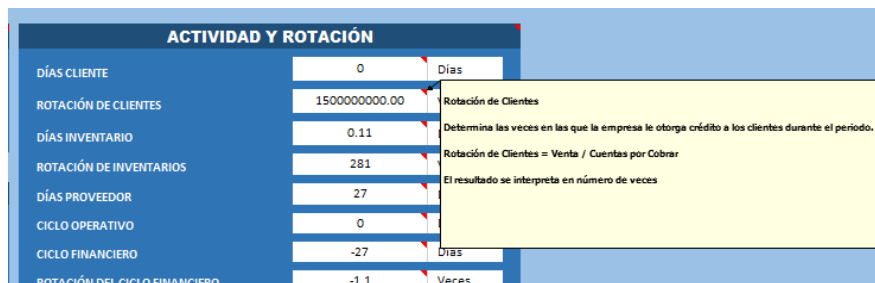 ACTIVIDAD Y ROTACIÓN
DÍAS CLIENTE 0 Días
ROTACIÓN DE CLIENTES 1500000000.00
DÍAS INVENTARIO 0.11
ROTACIÓN DE INVENTARIOS 281
DÍAS PROVEEDOR 27
CICLO OPERATIVO 0
CICLO FINANCIERO -27 Días
ROTACIÓN DEL CICLO FINANCIERO -1.1 Veces
Rotación de Clientes
Determina las veces en las que la empresa le otorga crédito a los clientes durante el periodo.
Rotación de Clientes = Venta / Cuentas por Cobrar
El resultado se interpreta en número de veces